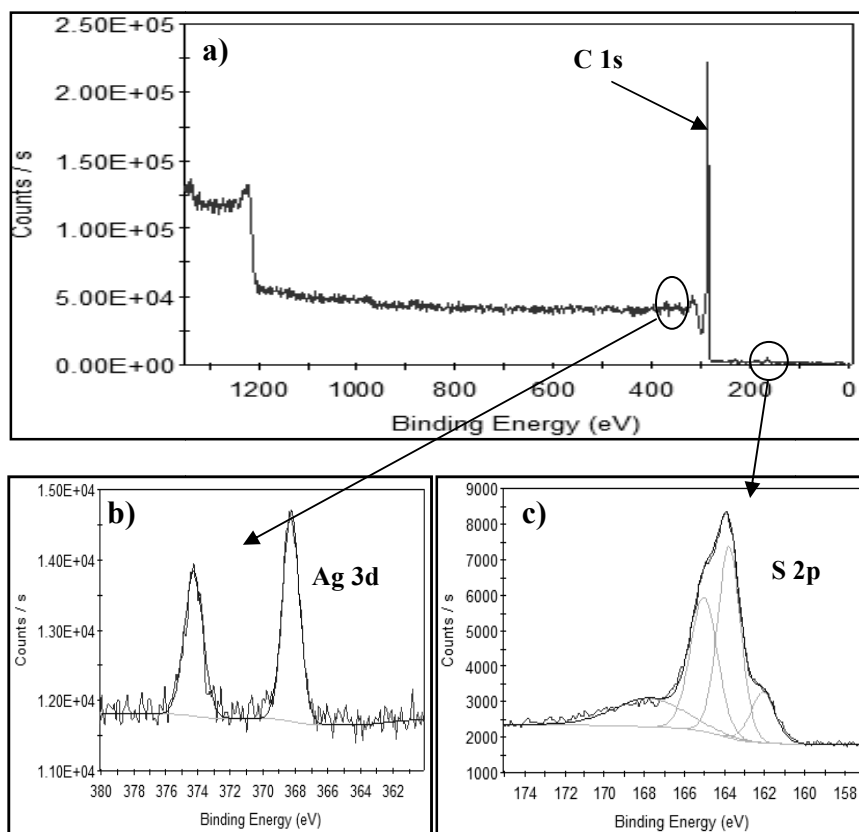 2.50E+05
a)
C 1s
2.00E+05
1.50E+05
Counts / s
1.00E+05
5.00E+04
0.00E+00
1200 1000 800 600 400 200 0
Binding Energy (eV)
1.50E+04
b)
Ag 3d
1.40E+04
Counts / s
1.30E+04
1.20E+04
1.10E+04
380 378 376 374 372 370 368 366 364 362
Binding Energy (eV)
9000
c)
8000
S 2p
7000
6000
Counts / s
5000
4000
3000
2000
1000
174 172 170 168 166 164 162 160 158
Binding Energy (eV)